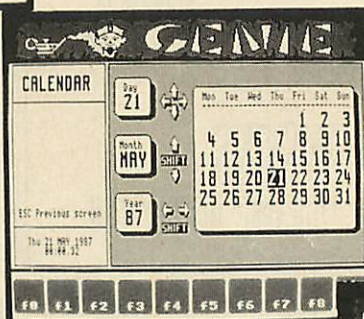 GENIE
CALENDAR
Day
21
Month
MAY
SHIFT
Year
87
SHIFT
Mon Tue Wed Thu Fri Sat Sun
1 2 3
4 5 6 7 8 9 10
11 12 13 14 15 16 17
18 19 20 21 22 23 24
25 26 27 28 29 30 31
ESC Previous screen
Thu 21 MAY 1987
f0 f1 f2 f3 f4 f5 f6 f7 f8